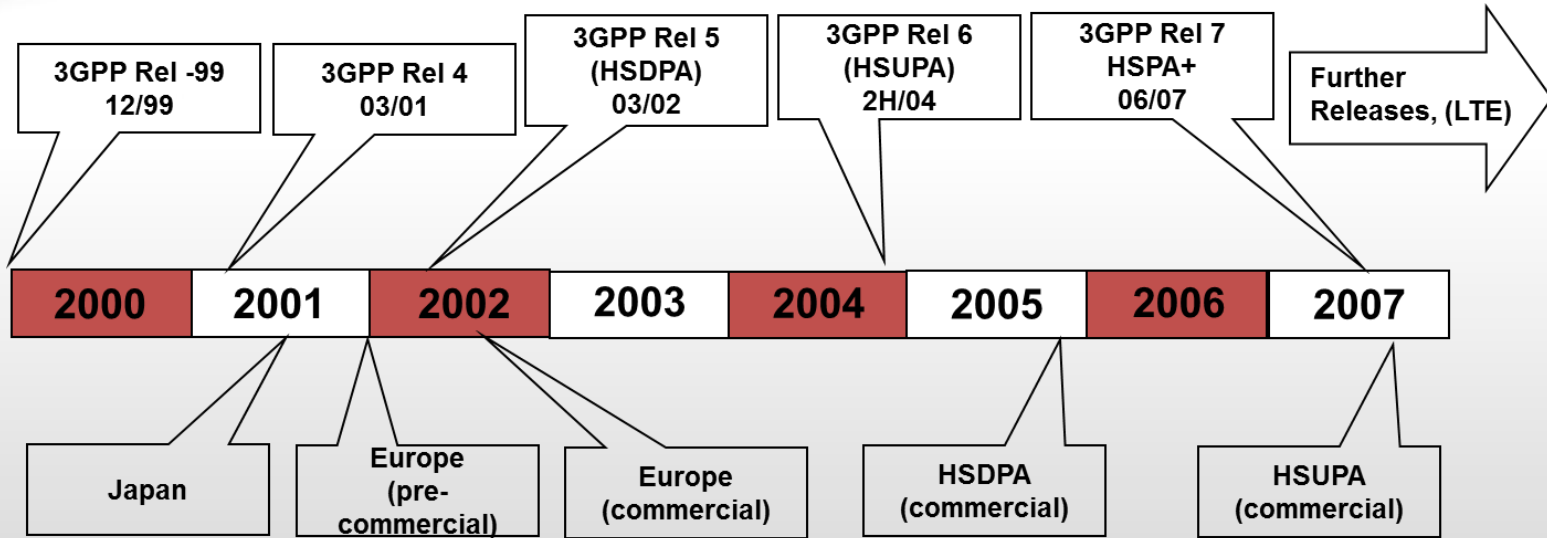 3GPP Rel -99
12/99
3GPP Rel 4
03/01
3GPP Rel 5
(HSDPA)
03/02
3GPP Rel 6
(HSUPA)
2H/04
3GPP Rel 7
HSPA+
06/07
Further
Releases, (LTE)
2000
2001
2002
2003
2004
2005
2006
2007
Japan
Europe
(pre-
commercial)
Europe
(commercial)
HSDPA
(commercial)
HSUPA
(commercial)